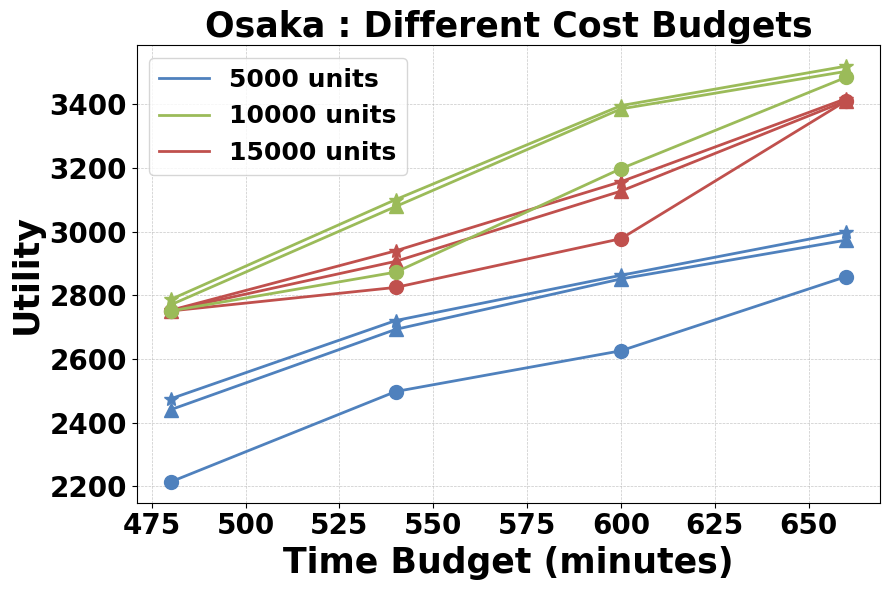 Osaka : Different Cost Budgets
5000 units
10000 units
15000 units
3400
3200
3000
2800
2600
2400
2200
Utility
475 500 525 550 575 600 625 650
Time Budget (minutes)